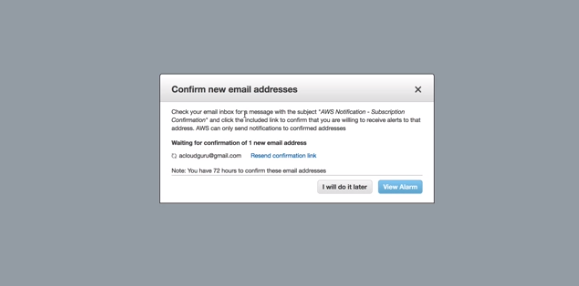 Confirm new email addresses
Check your email inbox for a message with the subject "AWS Notification - Subscription
Confirmation" and click the included link to confirm that you are willing to receive alerts to that
address. AWS can only send notifications to confirmed addresses
Waiting for confirmation of 1 new email address
acloudguru@gmail.com Resend confirmation link
Note: You have 72 hours to confirm these email addresses
I will do it later View Alarm